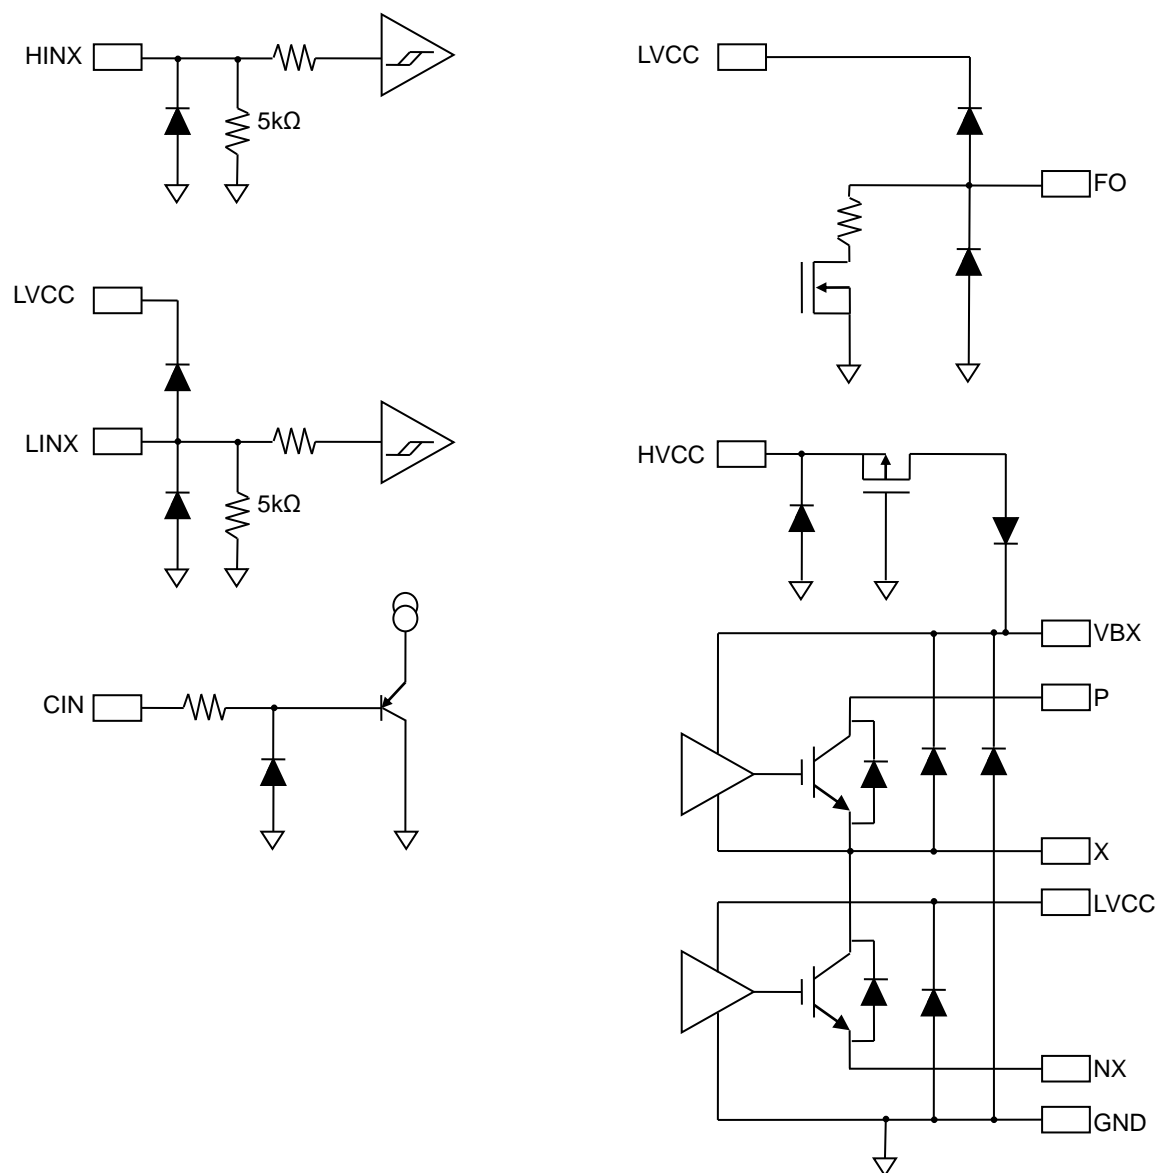 HINX
5kΩ
LVCC
LINX
5kΩ
CIN
LVCC
FO
HVCC
VBX
P
X
LVCC
NX
GND